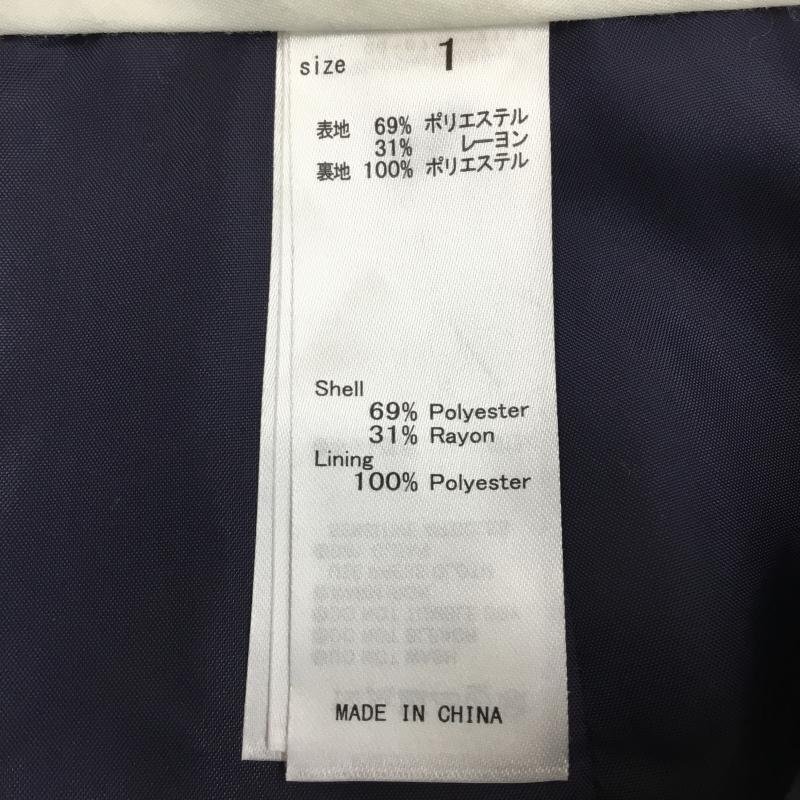 size 1
表地 69% ポリエステル
31% レーヨン
裏地 100% ポリエステル
Shell
69% Polyester
31% Rayon
Lining
100% Polyester
MADE IN CHINA